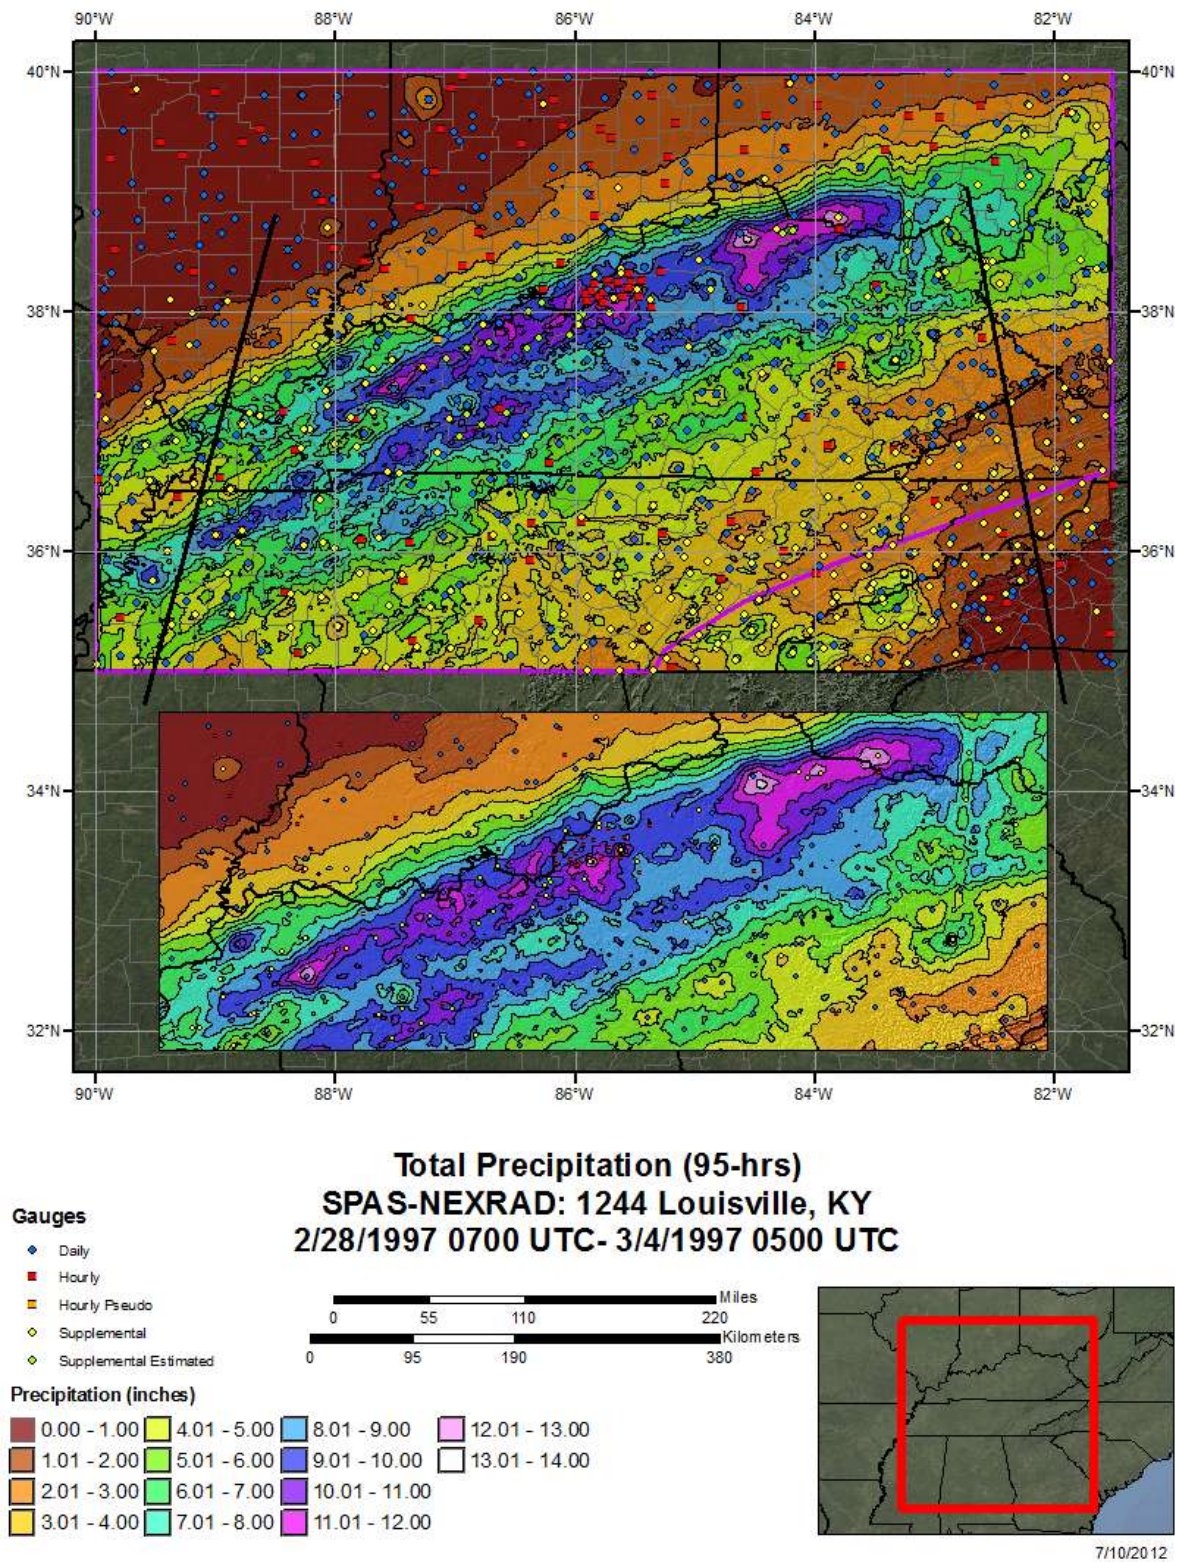 90°W 88°W 86°W 84°W 82°W
40°N 40°N
38°N 38°N
36°N 36°N
34°N 34°N
32°N 32°N
90°W 88°W 86°W 84°W 82°W
Total Precipitation (95-hrs)
SPAS-NEXRAD: 1244 Louisville, KY
2/28/1997 0700 UTC- 3/4/1997 0500 UTC
Gauges
Daily
Hourly
Hourly Pseudo
Supplemental
Supplemental Estimated
Miles
0 55 110 220
Kilometers
0 95 190 380
Precipitation (inches)
0.00 - 1.00 4.01 - 5.00 8.01 - 9.00 12.01 - 13.00
1.01 - 2.00 5.01 - 6.00 9.01 - 10.00 13.01 - 14.00
2.01 - 3.00 6.01 - 7.00 10.01 - 11.00
3.01 - 4.00 7.01 - 8.00 11.01 - 12.00
7/10/2012